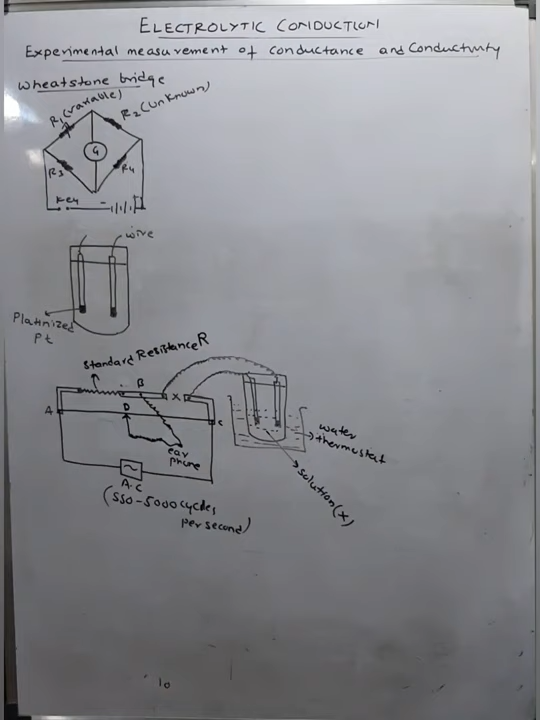 ELECTROLYTIC CONDUCTION
Experimental measurement of conductance and Conductivity
Wheatstone bridge
R1 (variable)
R2 (Unknown)
G
R3
R4
Key
wire
Platinized
Pt
Standard Resistance R
B
X
A
D
C
ear
phone
water
thermostat
A.C
solution (X)
(550-5000 cycles
per second)
10